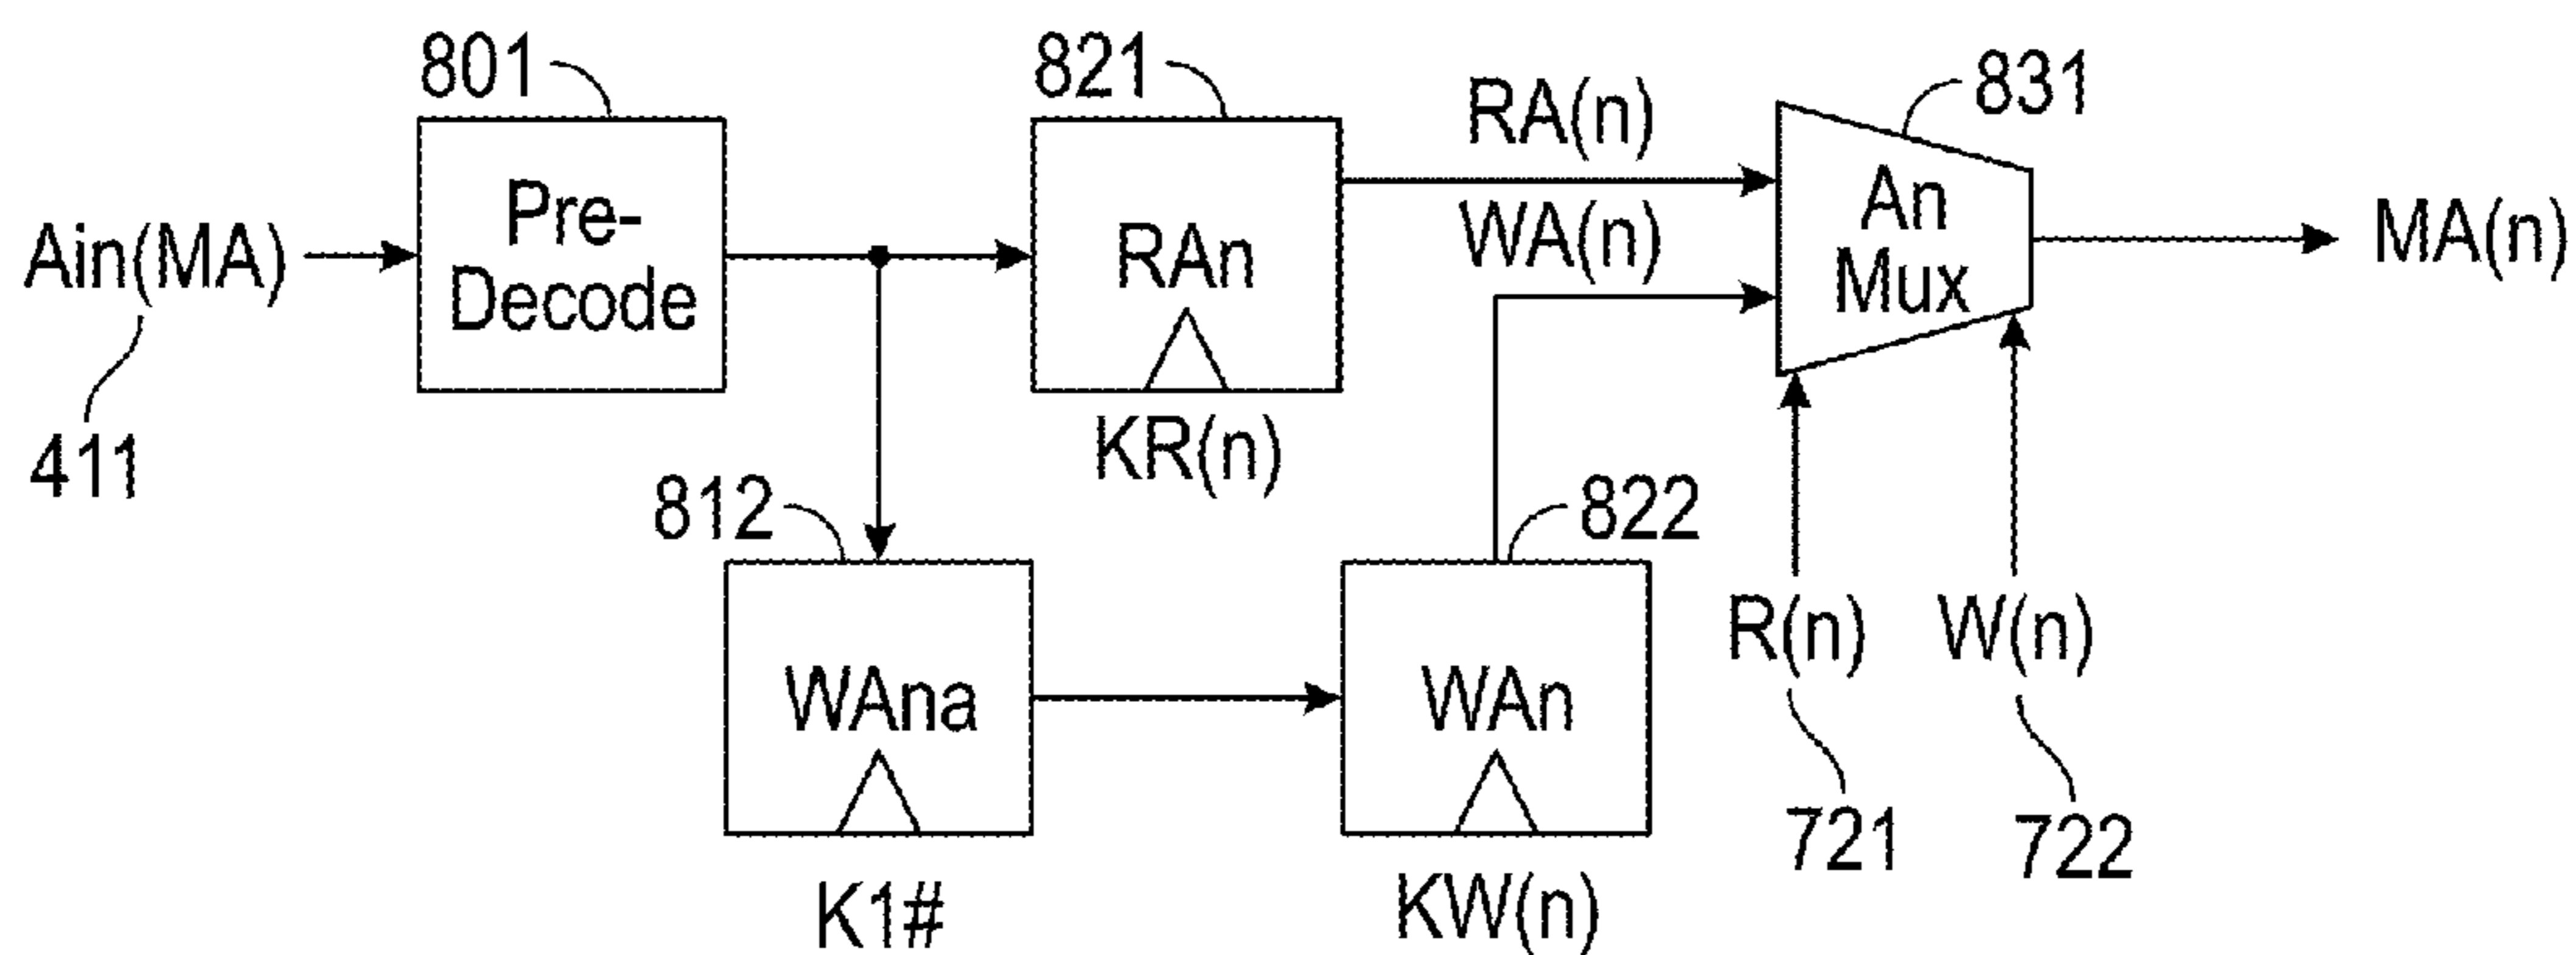 801
821
831
RA(n)
WA(n)
Ain(MA)
Pre-
Decode
RAn
An
Mux
MA(n)
411
KR(n)
812
822
WAna
WAn
R(n)
W(n)
721
722
K1#
KW(n)